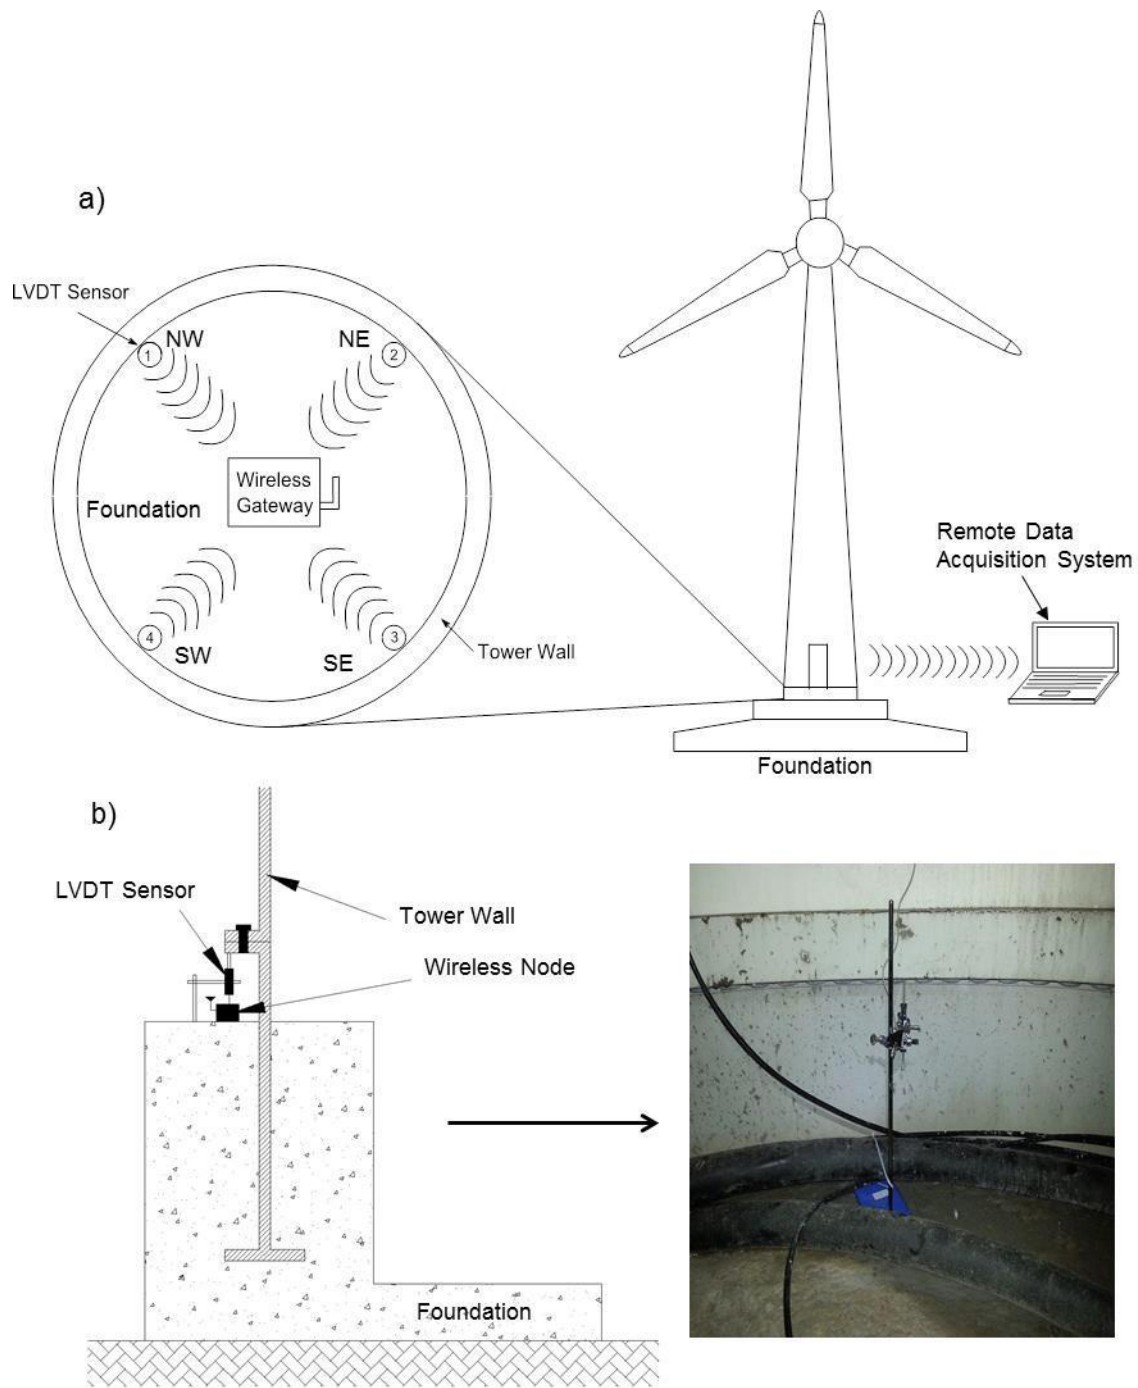 a)
LVDT Sensor
NW
NE
1
2
Wireless
Gateway
Foundation
4
3
SW
SE
Tower Wall
Remote Data
Acquisition System
Foundation
b)
LVDT Sensor
Tower Wall
Wireless Node
Foundation